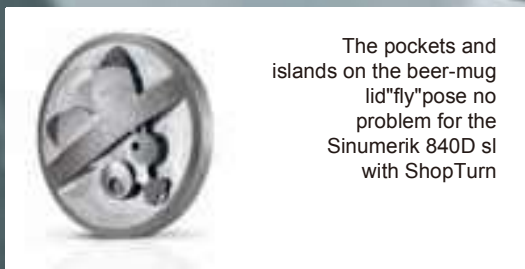 The pockets and
islands on the beer-mug
lid"fly"pose no
problem for the
Sinumerik 840D sl
with ShopTurn